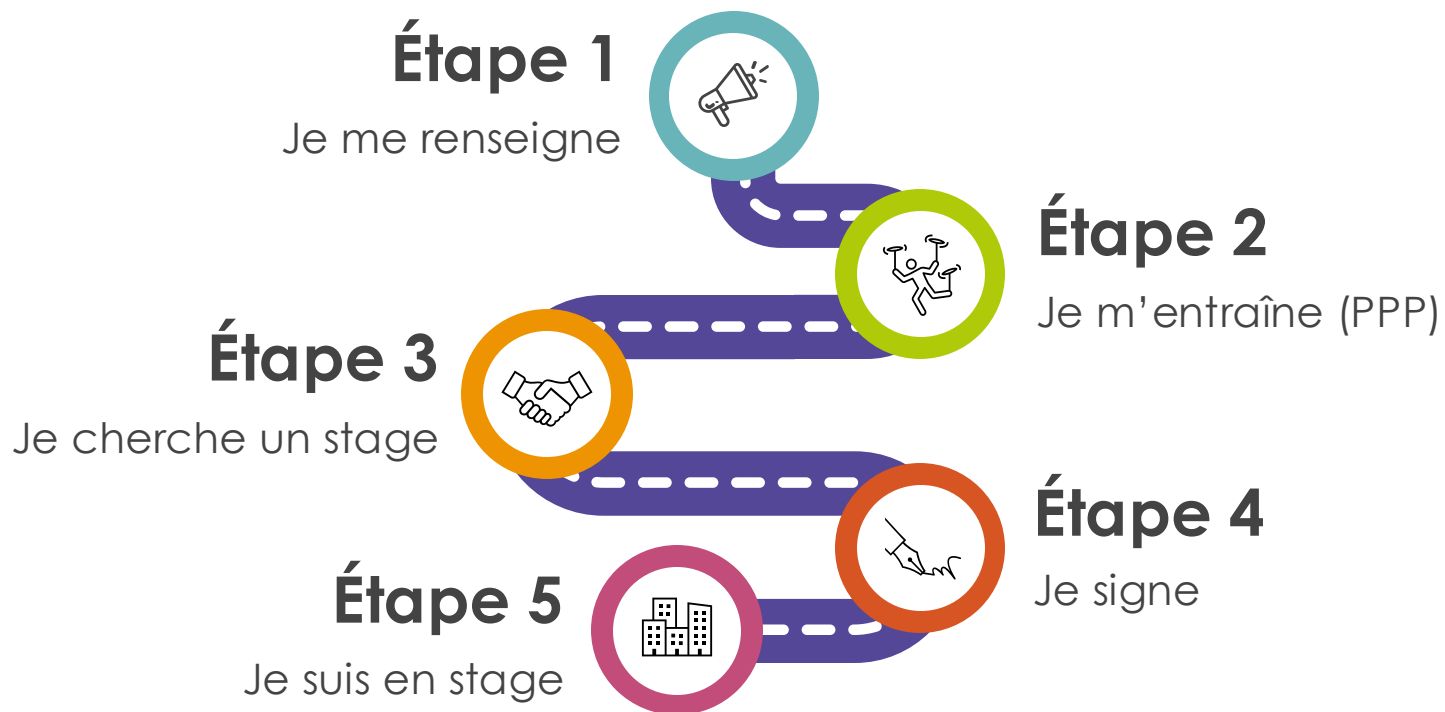 Étape 1
Je me renseigne
Étape 2
Je m’entraîne (PPP)
Étape 3
Je cherche un stage
Étape 4
Je signe
Étape 5
Je suis en stage